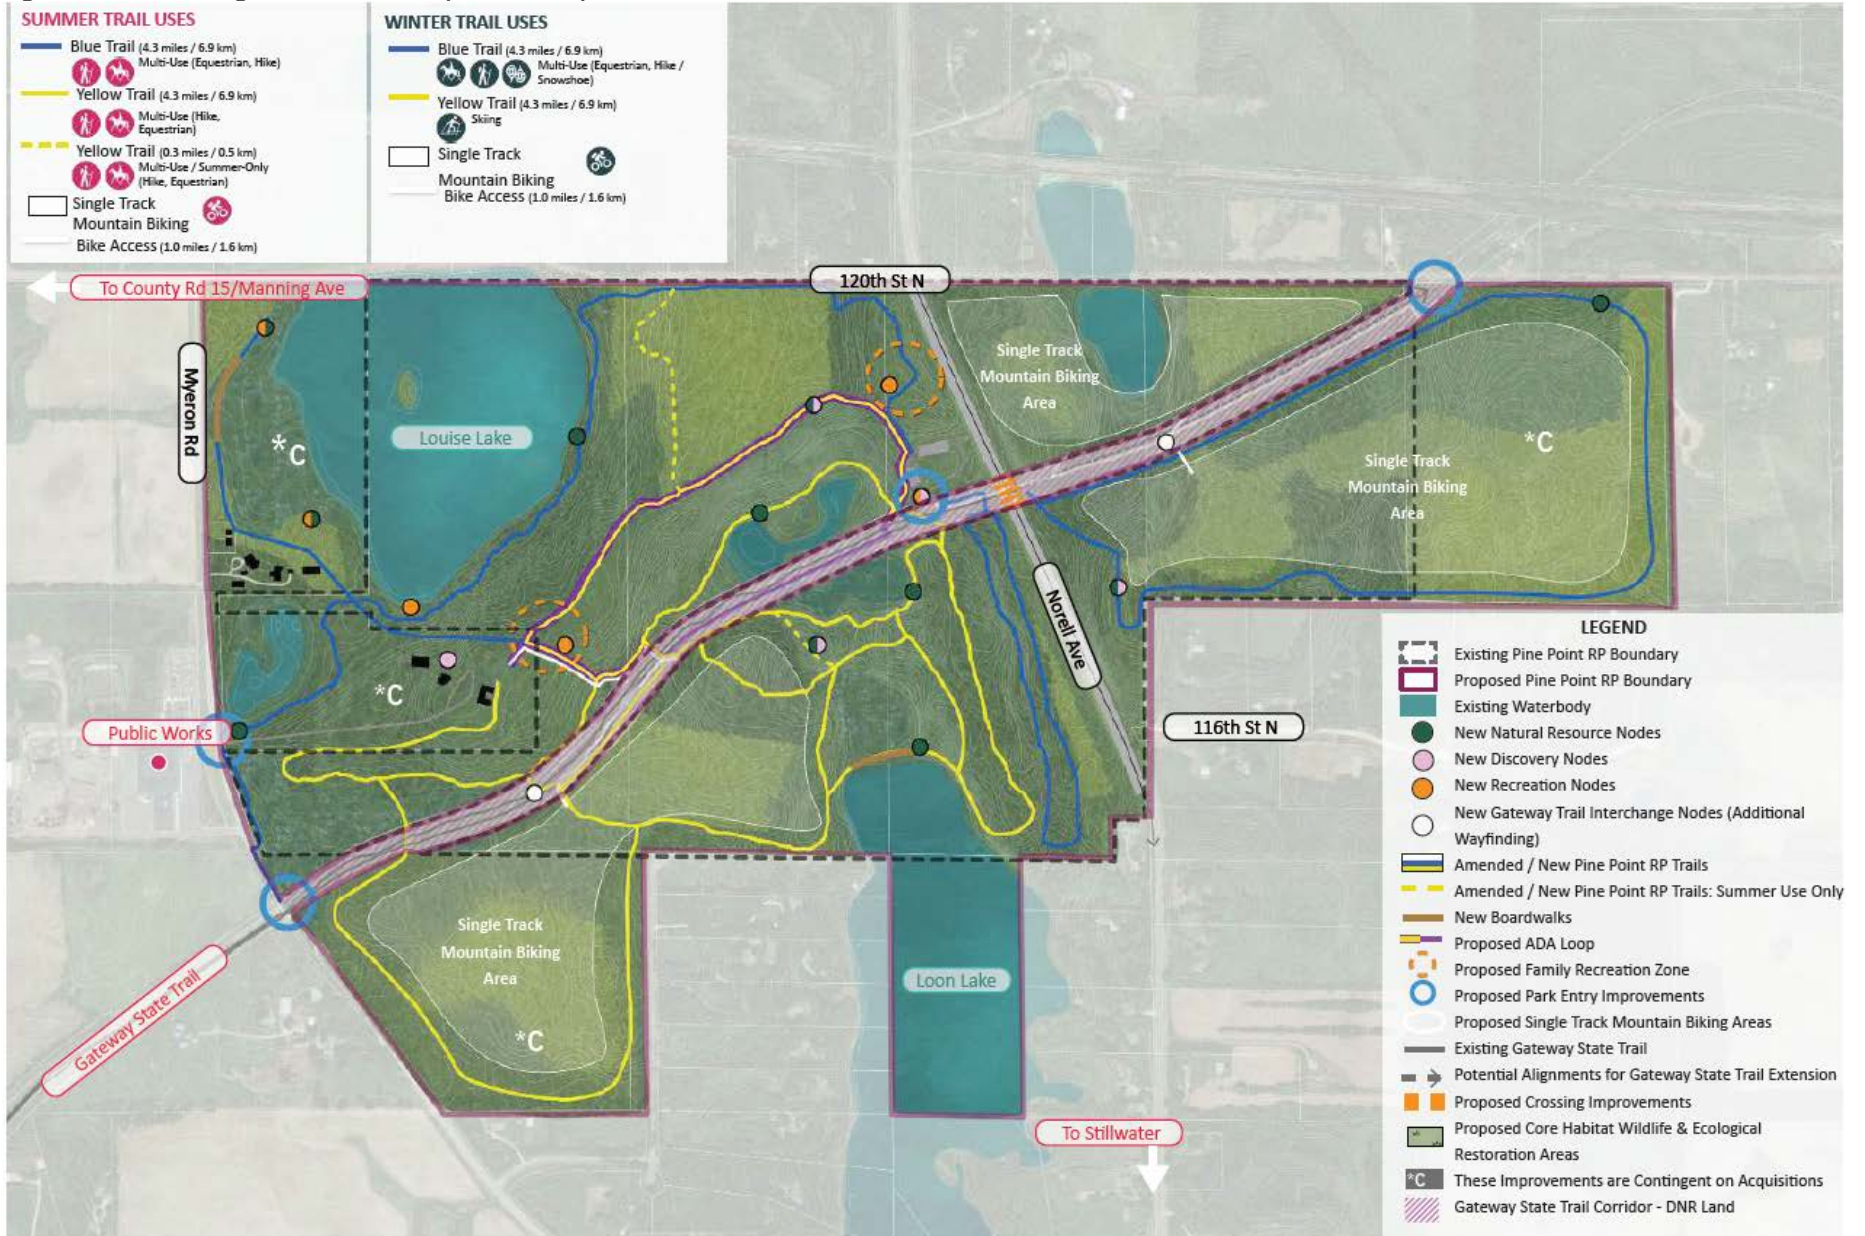 SUMMER TRAIL USES
Blue Trail (4.3 miles / 6.9 km)
Multi-Use (Equestrian, Hike)
Yellow Trail (4.3 miles / 6.9 km)
Multi-Use (Hike,
Equestrian)
Yellow Trail (0.3 miles / 0.5 km)
Multi-Use / Summer-Only
(Hike, Equestrian)
Single Track
Mountain Biking
Bike Access (1.0 miles / 1.6 km)
WINTER TRAIL USES
Blue Trail (4.3 miles / 6.9 km)
Multi-Use (Equestrian, Hike /
Snowshoe)
Yellow Trail (4.3 miles / 6.9 km)
Skiing
Single Track
Mountain Biking
Bike Access (1.0 miles / 1.6 km)
To County Rd 15/Manning Ave
120th St N
Myeron Rd
Louise Lake
*C
Single Track
Mountain Biking
Area
*C
Single Track
Mountain Biking
Area
Norell Ave
*C
Public Works
116th St N
Single Track
Mountain Biking
Area
*C
Loon Lake
Gateway State Trail
To Stillwater
LEGEND
Existing Pine Point RP Boundary
Proposed Pine Point RP Boundary
Existing Waterbody
New Natural Resource Nodes
New Discovery Nodes
New Recreation Nodes
New Gateway Trail Interchange Nodes (Additional
Wayfinding)
Amended / New Pine Point RP Trails
Amended / New Pine Point RP Trails: Summer Use Only
New Boardwalks
Proposed ADA Loop
Proposed Family Recreation Zone
Proposed Park Entry Improvements
Proposed Single Track Mountain Biking Areas
Existing Gateway State Trail
Potential Alignments for Gateway State Trail Extension
Proposed Crossing Improvements
Proposed Core Habitat Wildlife & Ecological
Restoration Areas
*C These Improvements are Contingent on Acquisitions
Gateway State Trail Corridor - DNR Land